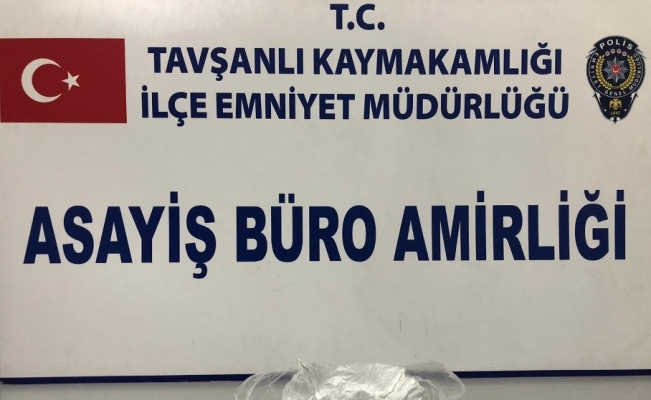 T.C.
TAVŞANLI KAYMAKAMLIĞI
İLÇE EMNİYET MÜDÜRLÜĞÜ
POLİS
ASAYİŞ BÜRO AMİRLİĞİ